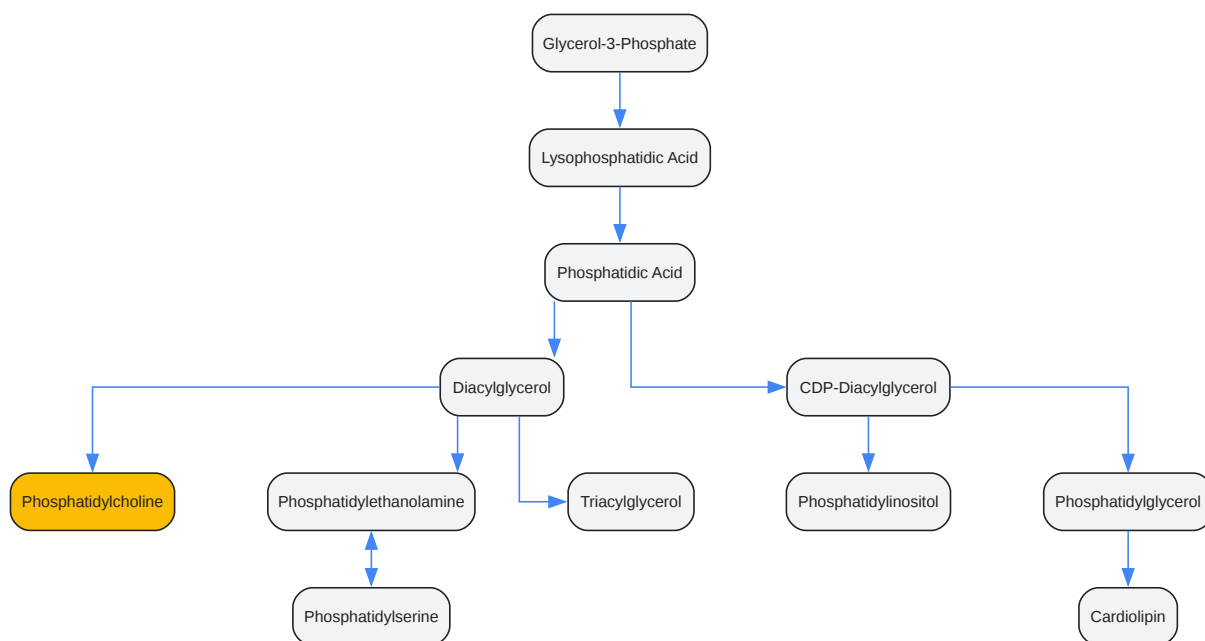 Glycerol-3-Phosphate
Lysophosphatidic Acid
Phosphatidic Acid
Diacylglycerol
CDP-Diacylglycerol
Phosphatidylcholine
Phosphatidylethanolamine
Triacylglycerol
Phosphatidylinositol
Phosphatidylglycerol
Phosphatidylserine
Cardiolipin